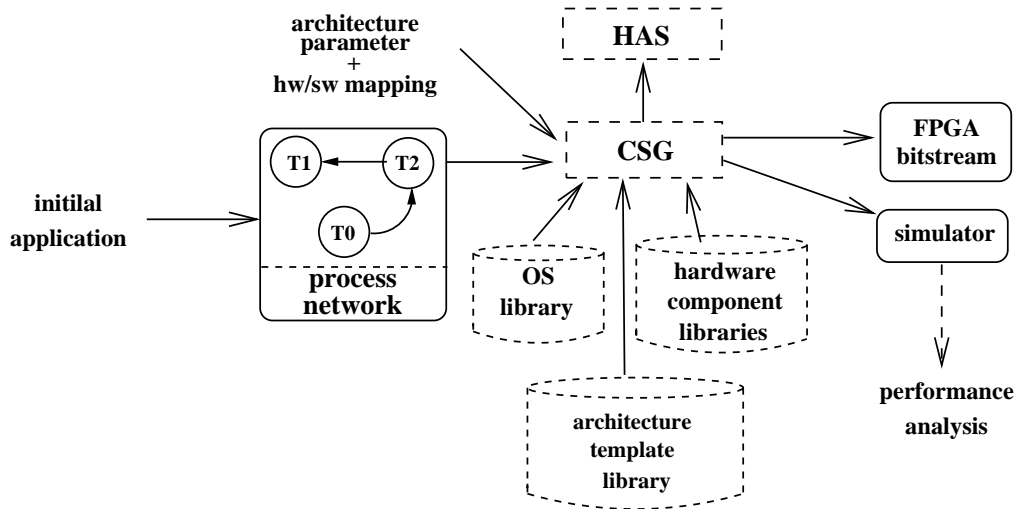 architecture
parameter
+
hw/sw mapping
HAS
CSG
FPGA
bitstream
T1
T2
T0
initilal
application
process
network
simulator
OS
library
hardware
component
libraries
architecture
template
library
performance
analysis